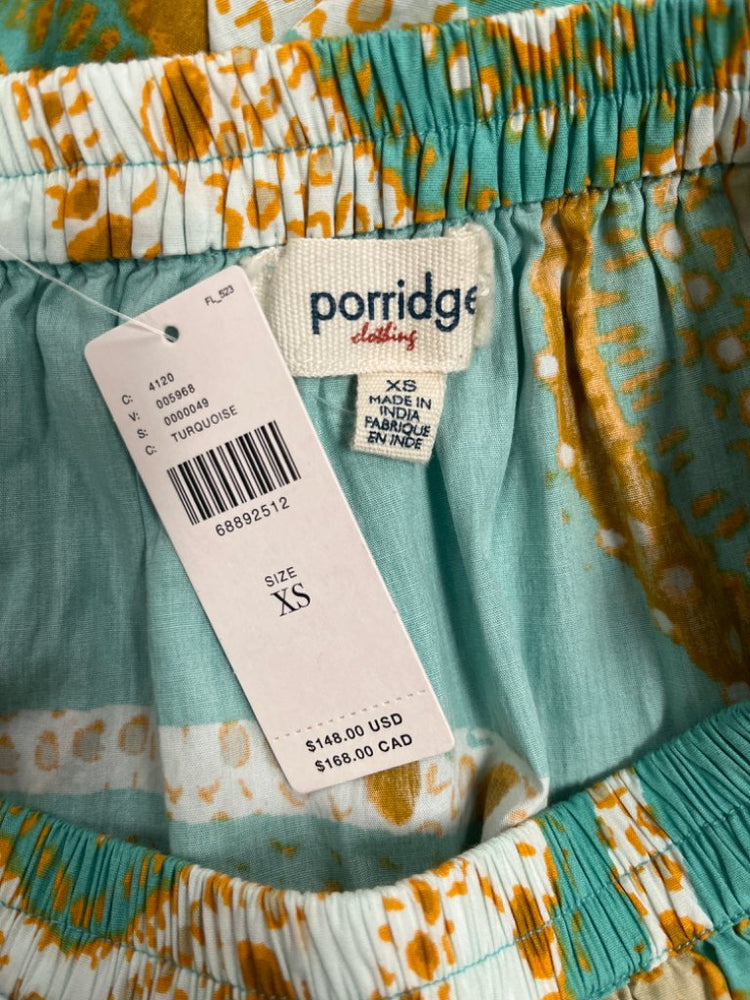 porridge
clothing
XS
MADE IN
INDIA
FABRIQUE
EN INDE
FL_523
C: 4120
V: 005968
S: 0000049
C: TURQUOISE
68892512
SIZE
XS
$148.00 USD
$168.00 CAD